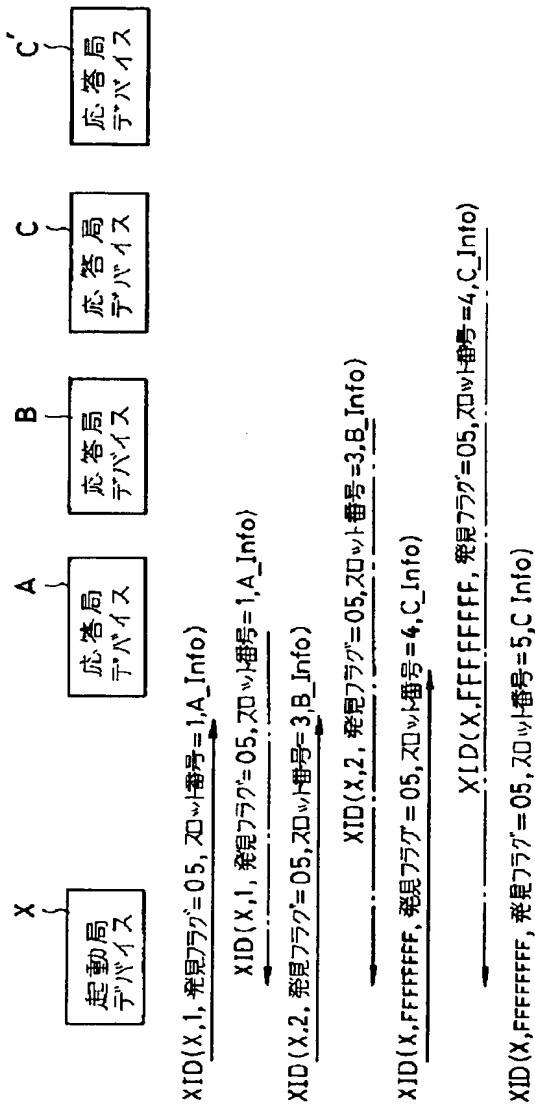 X
起動局
デバイス
A
応答局
デバイス
B
応答局
デバイス
C
応答局
デバイス
C'
応答局
デバイス
XID(X,1, 発見フラグ=05, スロット番号=1,A_Info)
XID(X,1, 発見フラグ=05,スロット番号=1,A_Info)
XID(X,2, 発見フラグ=05,スロット番号=3,B_Info)
XID(X,2, 発見フラグ=05,スロット番号=3,B_Info)
XID(X,FFFFFFFF, 発見フラグ=05,スロット番号=4,C_Info)
XID(X,FFFFFFFF, 発見フラグ=05,スロット番号=4,C_Info)
XID(X,FFFFFFFF, 発見フラグ=05,スロット番号=5,C Info)